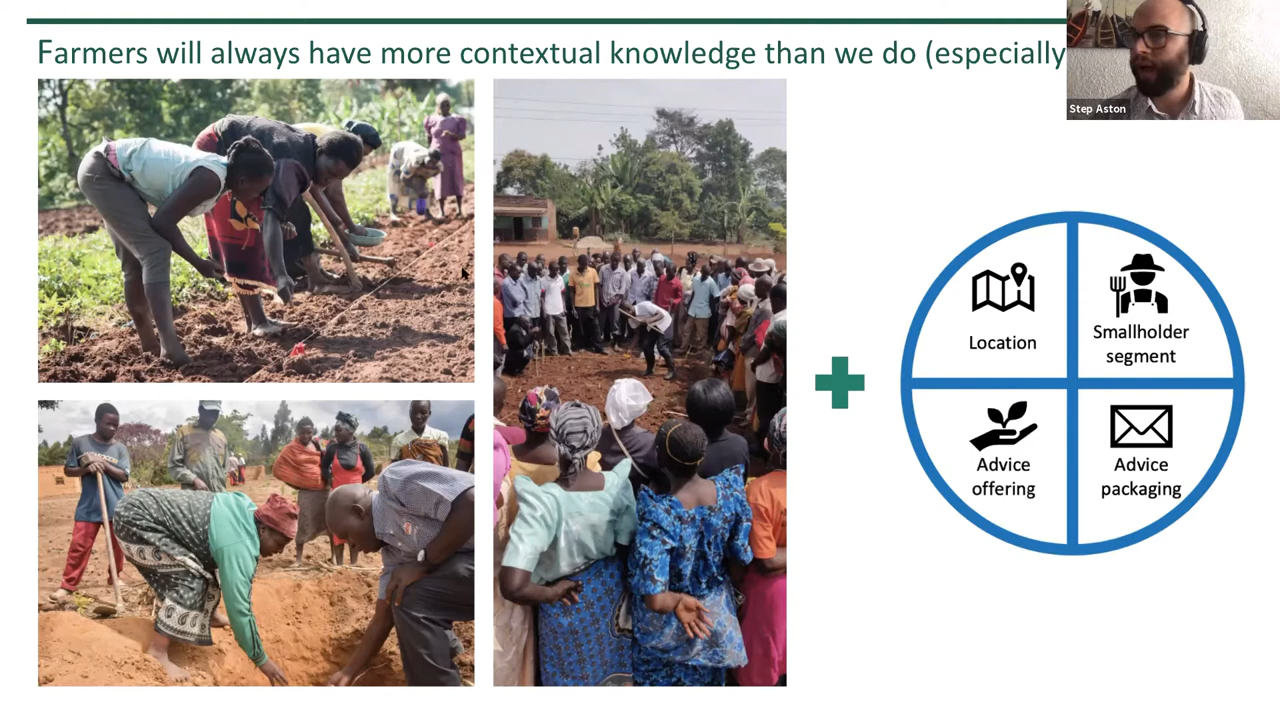 Farmers will always have more contextual knowledge than we do (especially
Step Aston
Location
Smallholder
segment
Advice
offering
Advice
packaging